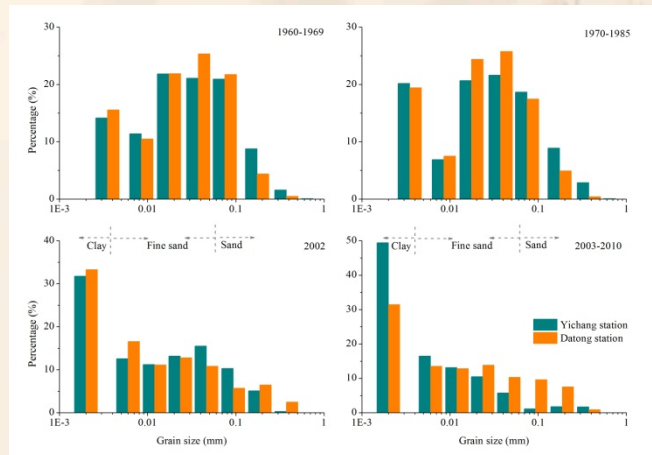 30
1960-1969
30
1970-1985
20
20
Percentage (%)
10
10
0
0
1E-3
0.01
0.1
1
1E-3
0.01
0.1
1
40
Clay
Fine sand
Sand
2002
50
Clay
Fine sand
Sand
2003-2010
40
30
30
Percentage (%)
20
Yichang station
20
Datong station
10
10
0
0
1E-3
0.01
0.1
1
1E-3
0.01
0.1
1
Grain size (mm)
Grain size (mm)